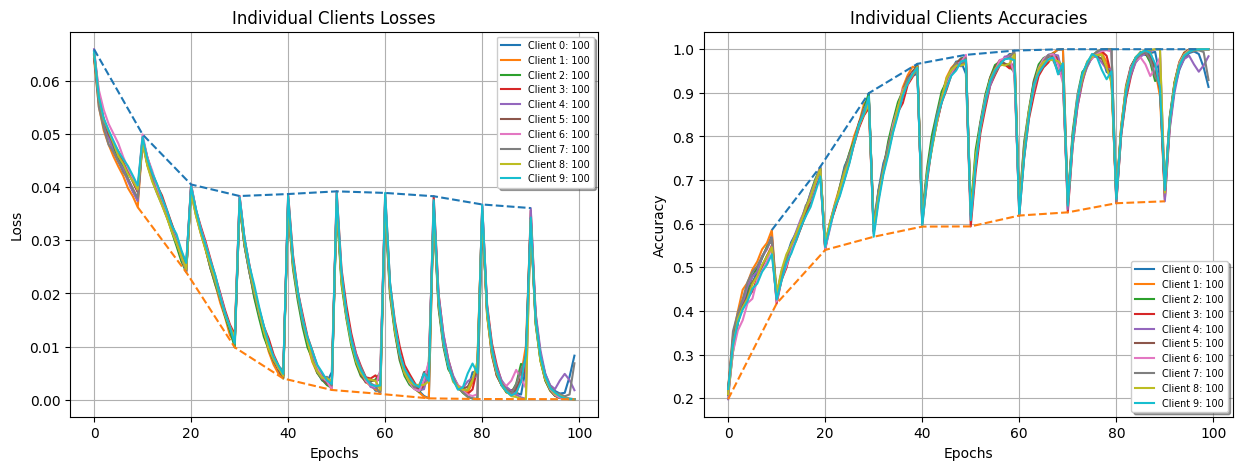 Individual Clients Losses
Loss
0.06
0.05
0.04
0.03
0.02
0.01
0.00
0
20
40
60
80
100
Epochs
Client 0: 100
Client 1: 100
Client 2: 100
Client 3: 100
Client 4: 100
Client 5: 100
Client 6: 100
Client 7: 100
Client 8: 100
Client 9: 100
Individual Clients Accuracies
Accuracy
1.0
0.9
0.8
0.7
0.6
0.5
0.4
0.3
0.2
0
20
40
60
80
100
Epochs
Client 0: 100
Client 1: 100
Client 2: 100
Client 3: 100
Client 4: 100
Client 5: 100
Client 6: 100
Client 7: 100
Client 8: 100
Client 9: 100